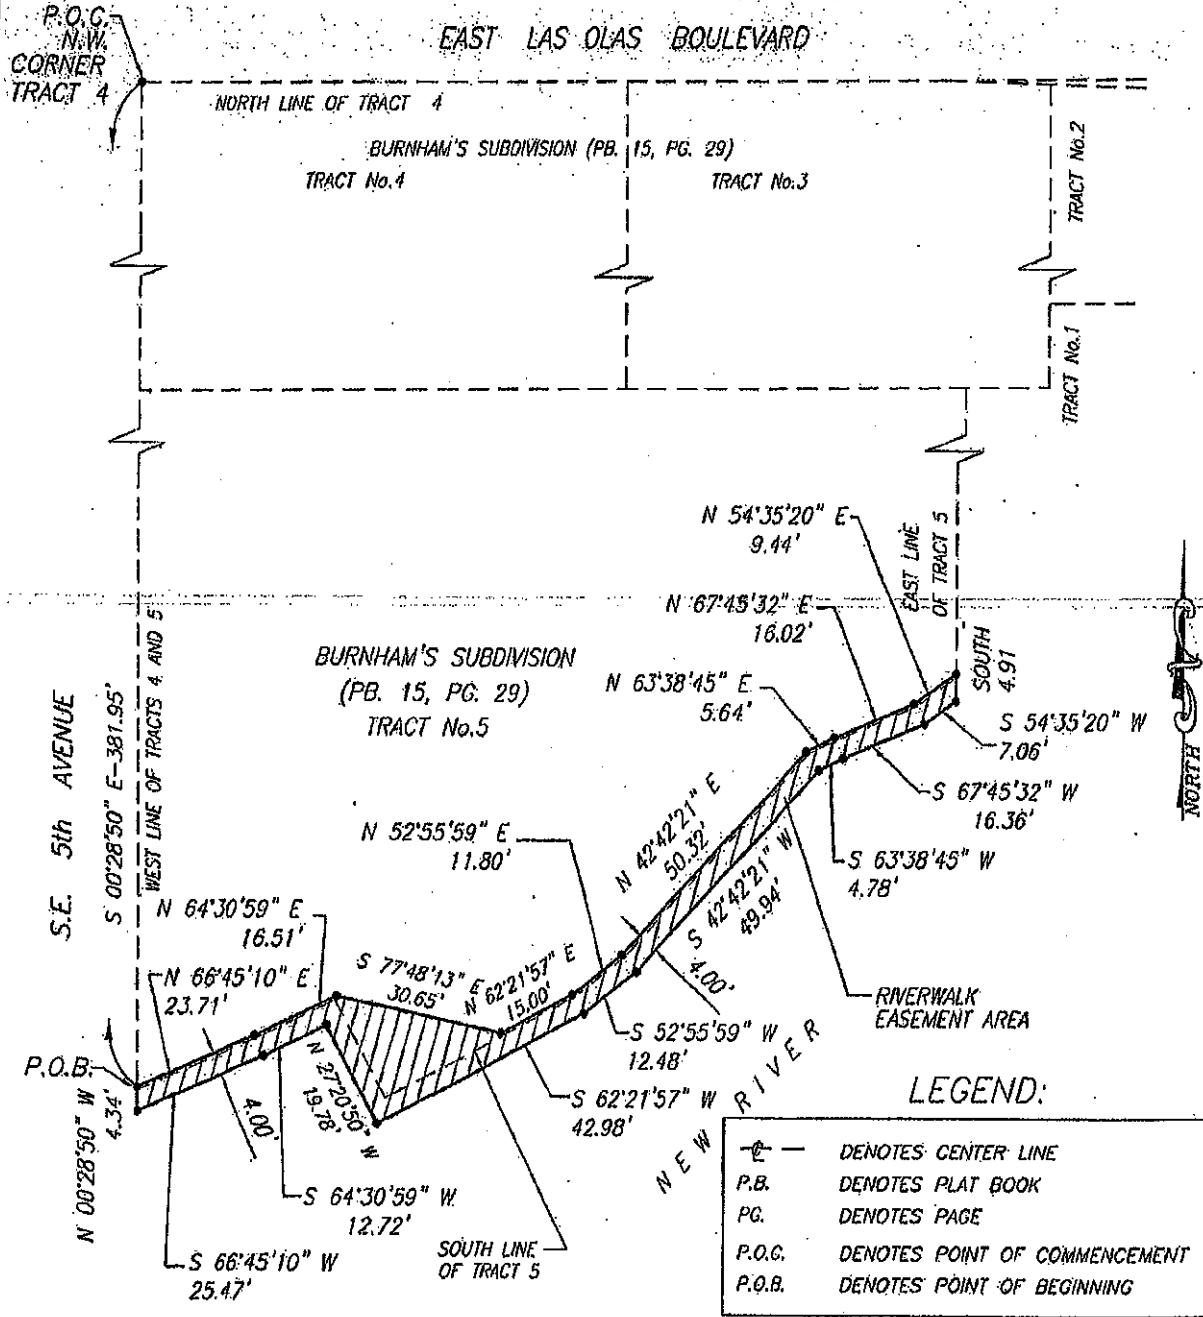 P.O.C.
N.W.
CORNER
TRACT 4
EAST LAS OLAS BOULEVARD
NORTH LINE OF TRACT 4
BURNHAM'S SUBDIVISION (PB. 15, PG. 29)
TRACT No.4
TRACT No.3
TRACT No.2
TRACT No.1
N 54°35'20" E
9.44'
EAST LINE
OF TRACT 5
N 67°45'32" E
16.02'
SOUTH
4.91'
BURNHAM'S SUBDIVISION
(PB. 15, PG. 29)
TRACT No.5
N 63°38'45" E
5.64'
S 54°35'20" W
7.06'
NORTH
S.E. 5th AVENUE
S 00°28'50" E-381.95'
WEST LINE OF TRACTS 4 AND 5
S 67°45'32" W
16.36'
N 52°55'59" E
11.80'
N 42°42'21" E
50.32'
S 42°42'21" W
49.94'
S 63°38'45" W
4.78'
N 64°30'59" E
16.51'
N 66°45'10" E
23.71'
S 77°48'13" E
30.65'
N 62°21'57" E
15.00'
4.00'
RIVERWALK
EASEMENT AREA
S 52°55'59" W
12.48'
P.O.B.
N 00°28'50" W
4.34'
4.00'
N 27°20'50" W
19.78'
S 62°21'57" W
42.98'
NEW RIVER
S 64°30'59" W
12.72'
S 66°45'10" W
25.47'
SOUTH LINE
OF TRACT 5
LEGEND:
℄ DENOTES CENTER LINE
P.B. DENOTES PLAT BOOK
PG. DENOTES PAGE
P.O.C. DENOTES POINT OF COMMENCEMENT
P.O.B. DENOTES POINT OF BEGINNING